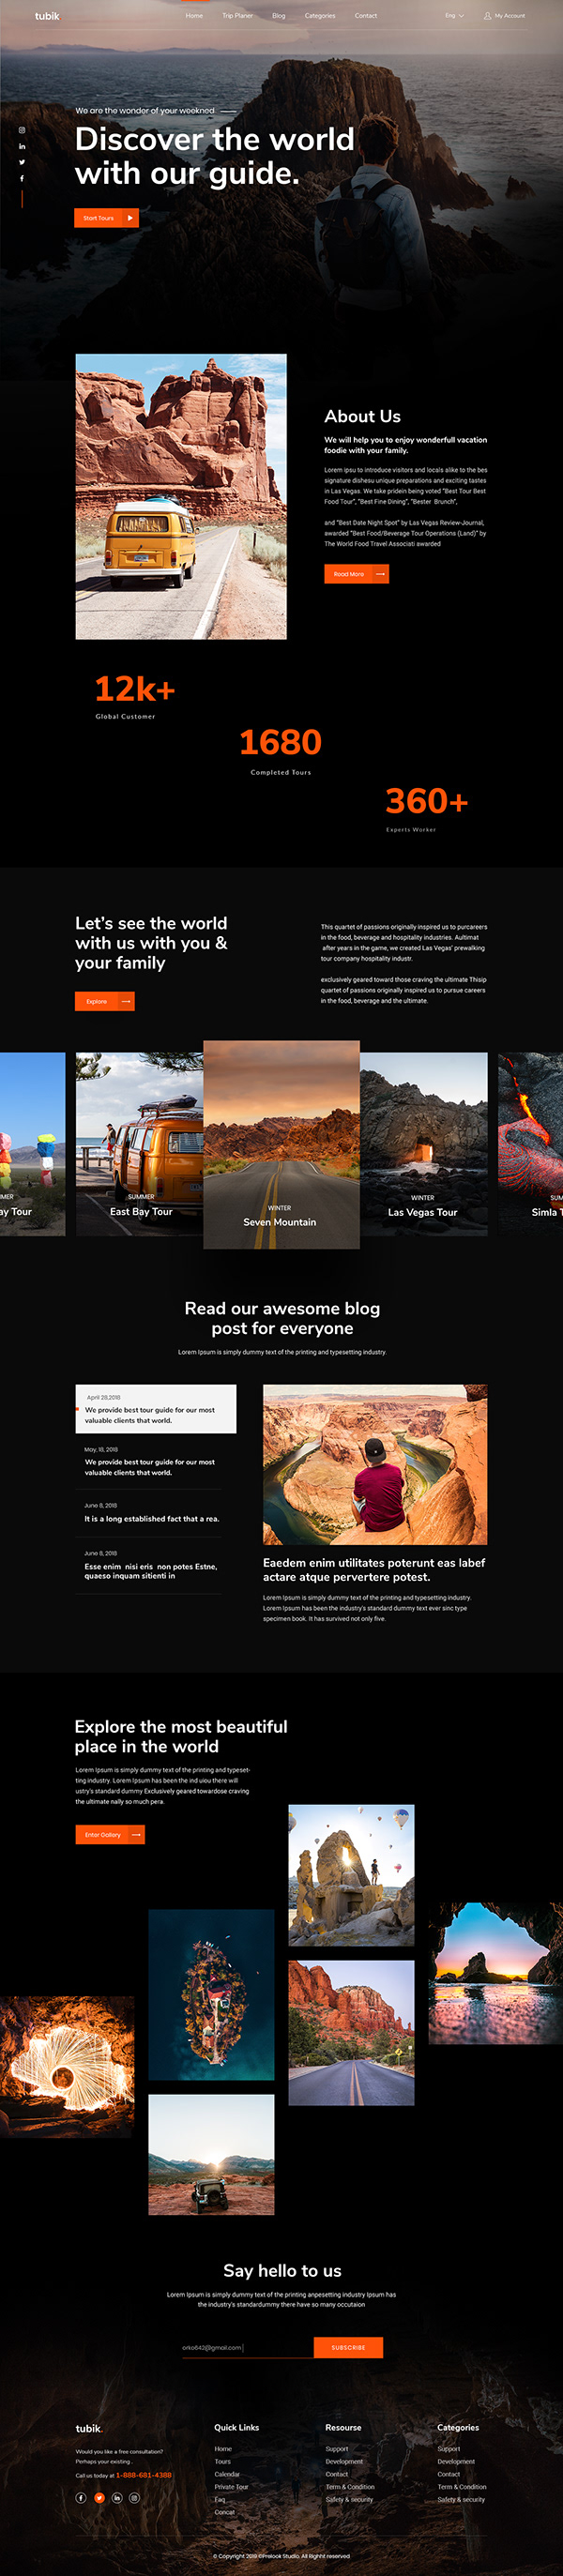 tubik
Home Trip Planer Blog Categories Contact
Eng
My Account
We are the wonder of your weekned
Discover the world
with our guide.
Start Tours
About Us
We will help you to enjoy wonderfull vacation
foodie with your family.
Lorem ipsu to introduce visitors and locals alike to the bes
signature dishesu unique preparations and exciting tastes
in Las Vegas. We take pridein being voted "Best Tour Best
Food Tour", "Best Fine Dining", "Bester Brunch",
and "Best Date Night Spot" by Las Vegas Review-Journal,
awarded "Best Food/Beverage Tour Operations (Land)" by
The World Food Travel Associati awarded
Read More
12k+
Global Customer
1680
Completed Tours
360+
Experts Worker
Let's see the world
with us with you &
your family
Explore
This quartet of passions originally inspired us to purcareers
in the food, beverage and hospitality industries. Aultimat
after years in the game, we created Las Vegas' prewalking
tour company hospitality industr.
exclusively geared toward those craving the ultimate Thisip
quartet of passions originally inspired us to pursue careers
in the food, beverage and the ultimate.
MER
ay Tour
SUMMER
East Bay Tour
WINTER
Seven Mountain
WINTER
Las Vegas Tour
SUM
Simla T
Read our awesome blog
post for everyone
Lorem Ipsum is simply dummy text of the printing and typesetting industry.
April 28,2018
We provide best tour guide for our most
valuable clients that world.
May, 18, 2018
We provide best tour guide for our most
valuable clients that world.
June 8, 2018
It is a long established fact that a rea.
June 8, 2018
Esse enim nisi eris non potes Estne,
quaeso inquam sitienti in
Eaedem enim utilitates poterunt eas labef
actare atque pervertere potest.
Lorem Ipsum is simply dummy text of the printing and typesetting industry.
Lorem Ipsum has been the industry's standard dummy text ever sinc type
specimen book. It has survived not only five.
Explore the most beautiful
place in the world
Lorem Ipsum is simply dummy text of the printing and typeset-
ting industry. Lorem Ipsum has been the ind uiou there will
ustry's standard dummy Exclusively geared towardose craving
the ultimate nally so much pera.
Enter Gallery
Say hello to us
Lorem Ipsum is simply dummy text of the printing anpesetting industry Ipsum has
the industry's standardummy there have so many occutaion
orko642@gmail.com
SUBSCRIBE
tubik.
Would you like a free consultation?
Perhaps your existing .
Call us today at 1-888-681-4388
Quick Links
Home
Tours
Calendar
Private Tour
Faq
Concat
Resourse
Support
Development
Contact
Term & Condition
Safety & security
Categories
Support
Development
Contact
Term & Condition
Safety & security
© Copyright 2019 ©Prelook Studio. All Righht reserved